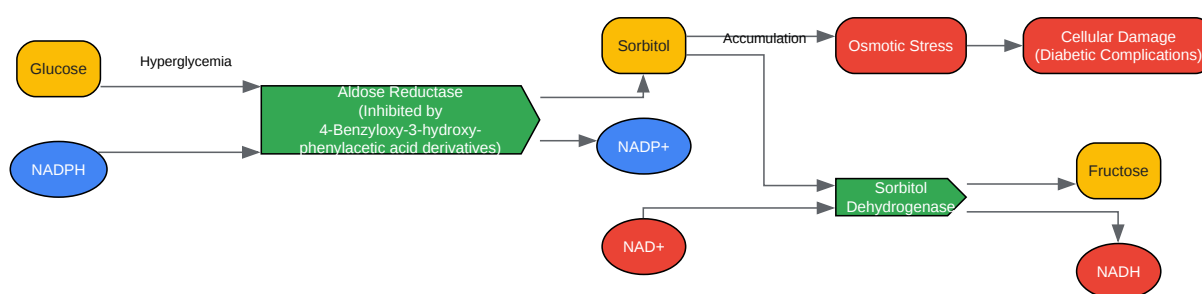 Glucose
Hyperglycemia
NADPH
Aldose Reductase
(Inhibited by
4-Benzyloxy-3-hydroxy-
phenylacetic acid derivatives)
Sorbitol
NADP+
Accumulation
Osmotic Stress
Cellular Damage
(Diabetic Complications)
NAD+
Sorbitol
Dehydrogenase
Fructose
NADH